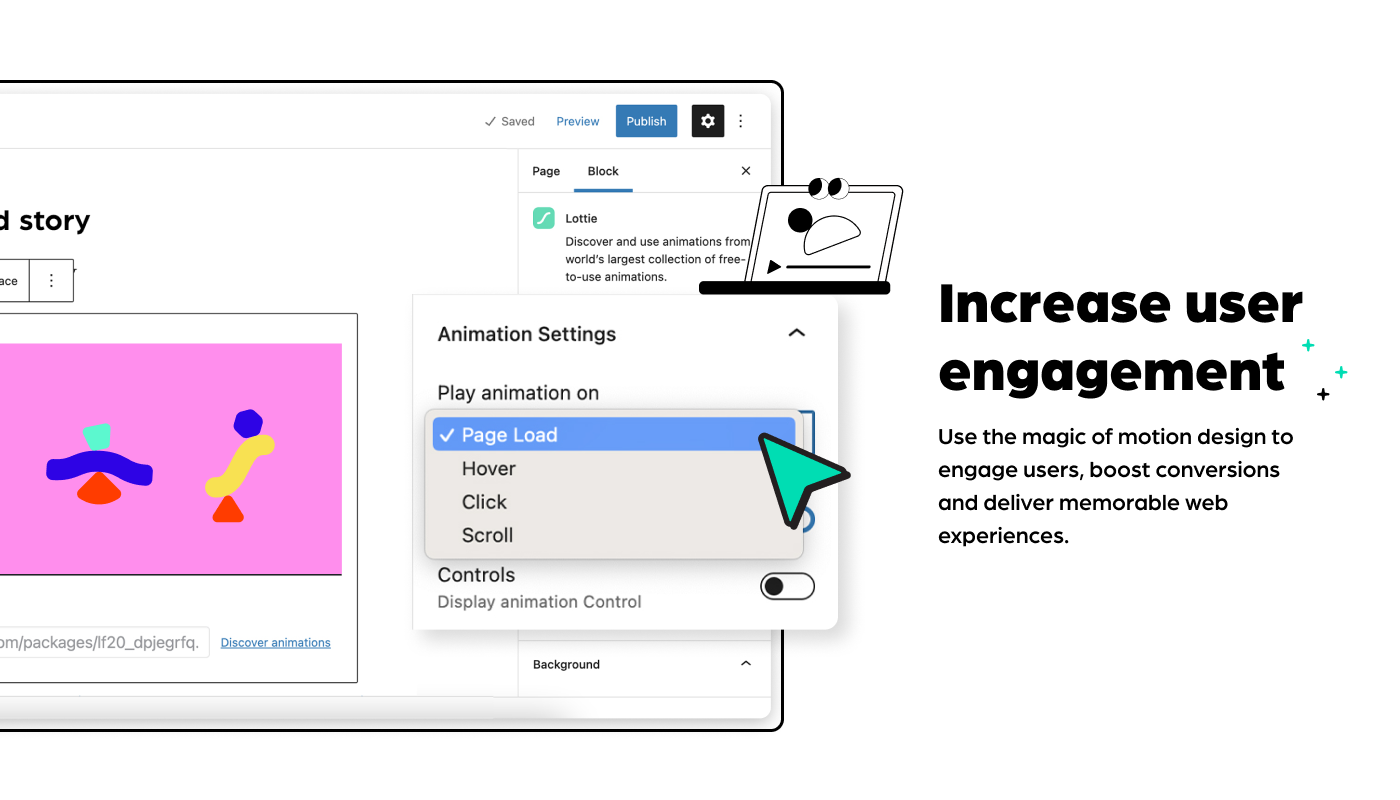 Saved Preview Publish
Page Block
d story
Lottie
Discover and use animations from
world's largest collection of free-
to-use animations.
ace
Animation Settings
Play animation on
Page Load
Hover
Click
Scroll
Controls
Display animation Control
om/packages/lf20_dpjegrfq.
Discover animations
Background
Increase user
engagement
Use the magic of motion design to
engage users, boost conversions
and deliver memorable web
experiences.